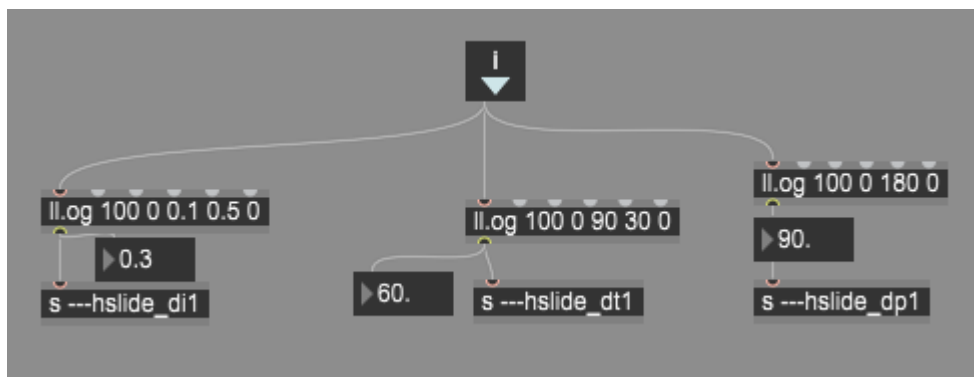 i
ll.og 100 0 0.1 0.5 0
0.3
s ---hslide_di1
ll.og 100 0 90 30 0
60.
s ---hslide_dt1
ll.og 100 0 180 0
90.
s ---hslide_dp1